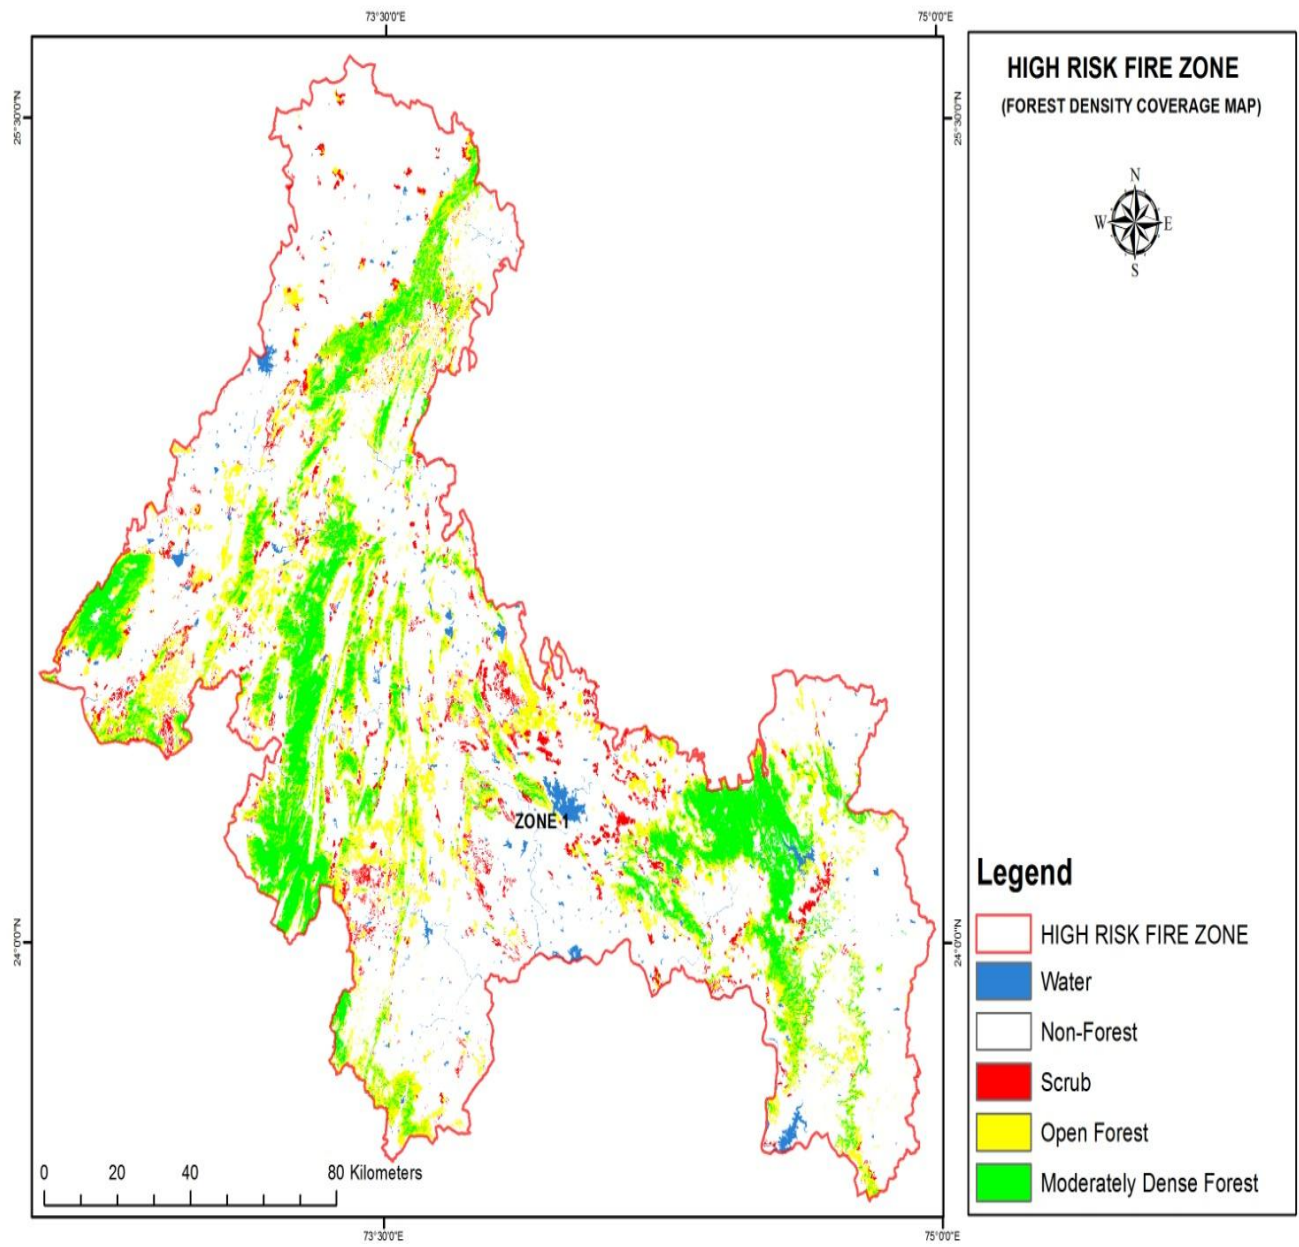 73°30'0"E
75°0'0"E
HIGH RISK FIRE ZONE
(FOREST DENSITY COVERAGE MAP)
25°30'0"N
25°30'0"N
N
W
E
S
ZONE 1
Legend
HIGH RISK FIRE ZONE
24°0'0"N
24°0'0"N
Water
Non-Forest
Scrub
Open Forest
0 20 40 80 Kilometers
Moderately Dense Forest
73°30'0"E
75°0'0"E